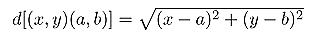 d[(x, y)(a, b)] = √(x − a)² + (y − b)²